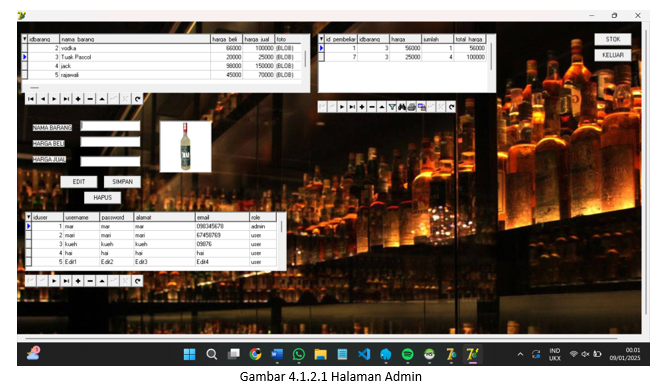 idbarang nama_barang harga_beli harga_jual foto
2 vodka 66000 100000 (BLOB)
3 Tuak Pascol 20000 25000 (BLOB)
4 jack 98000 150000 (BLOB)
5 rajawali 45000 70000 (BLOB)
id_pembelian idbarang harga jumlah total_harga
1 3 56000 1 56000
7 3 25000 4 100000
STOK
KELUAR
NAMA BARANG
HARGA BELI
HARGA JUAL
EDIT SIMPAN
HAPUS
iduser username password alamat email role
1 mar mar mar 098345678 admin
2 mari mari mari 67458769 user
3 kueh kueh kueh 09876 user
4 hai hai hai hai user
5 Edit1 Edit2 Edit3 Edit4 user
IND
UKX
00.01
09/01/2025
Gambar 4.1.2.1 Halaman Admin